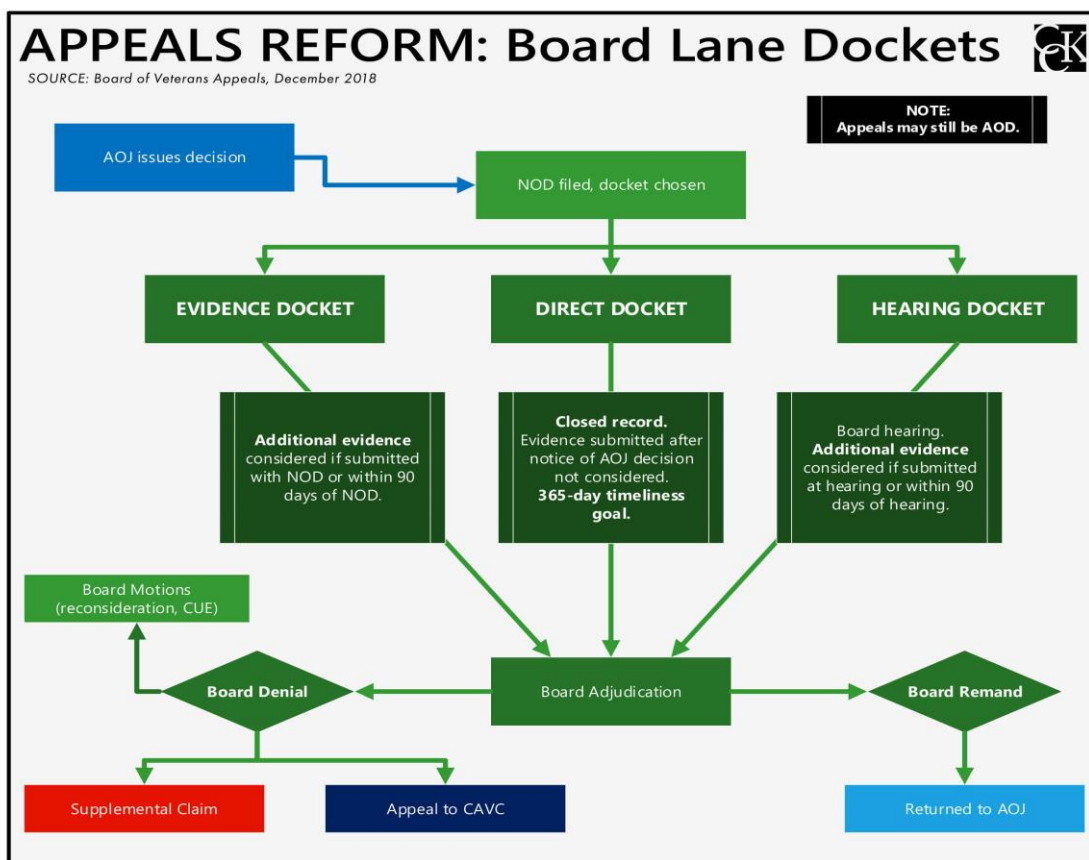 APPEALS REFORM: Board Lane Dockets
CCK
SOURCE: Board of Veterans Appeals, December 2018
NOTE:
Appeals may still be AOD.
AOJ issues decision
NOD filed, docket chosen
EVIDENCE DOCKET
DIRECT DOCKET
HEARING DOCKET
Additional evidence
considered if submitted
with NOD or within 90
days of NOD.
Closed record.
Evidence submitted after
notice of AOJ decision
not considered.
365-day timeliness
goal.
Board hearing.
Additional evidence
considered if submitted
at hearing or within 90
days of hearing.
Board Motions
(reconsideration, CUE)
Board Denial
Board Adjudication
Board Remand
Supplemental Claim
Appeal to CAVC
Returned to AOJ